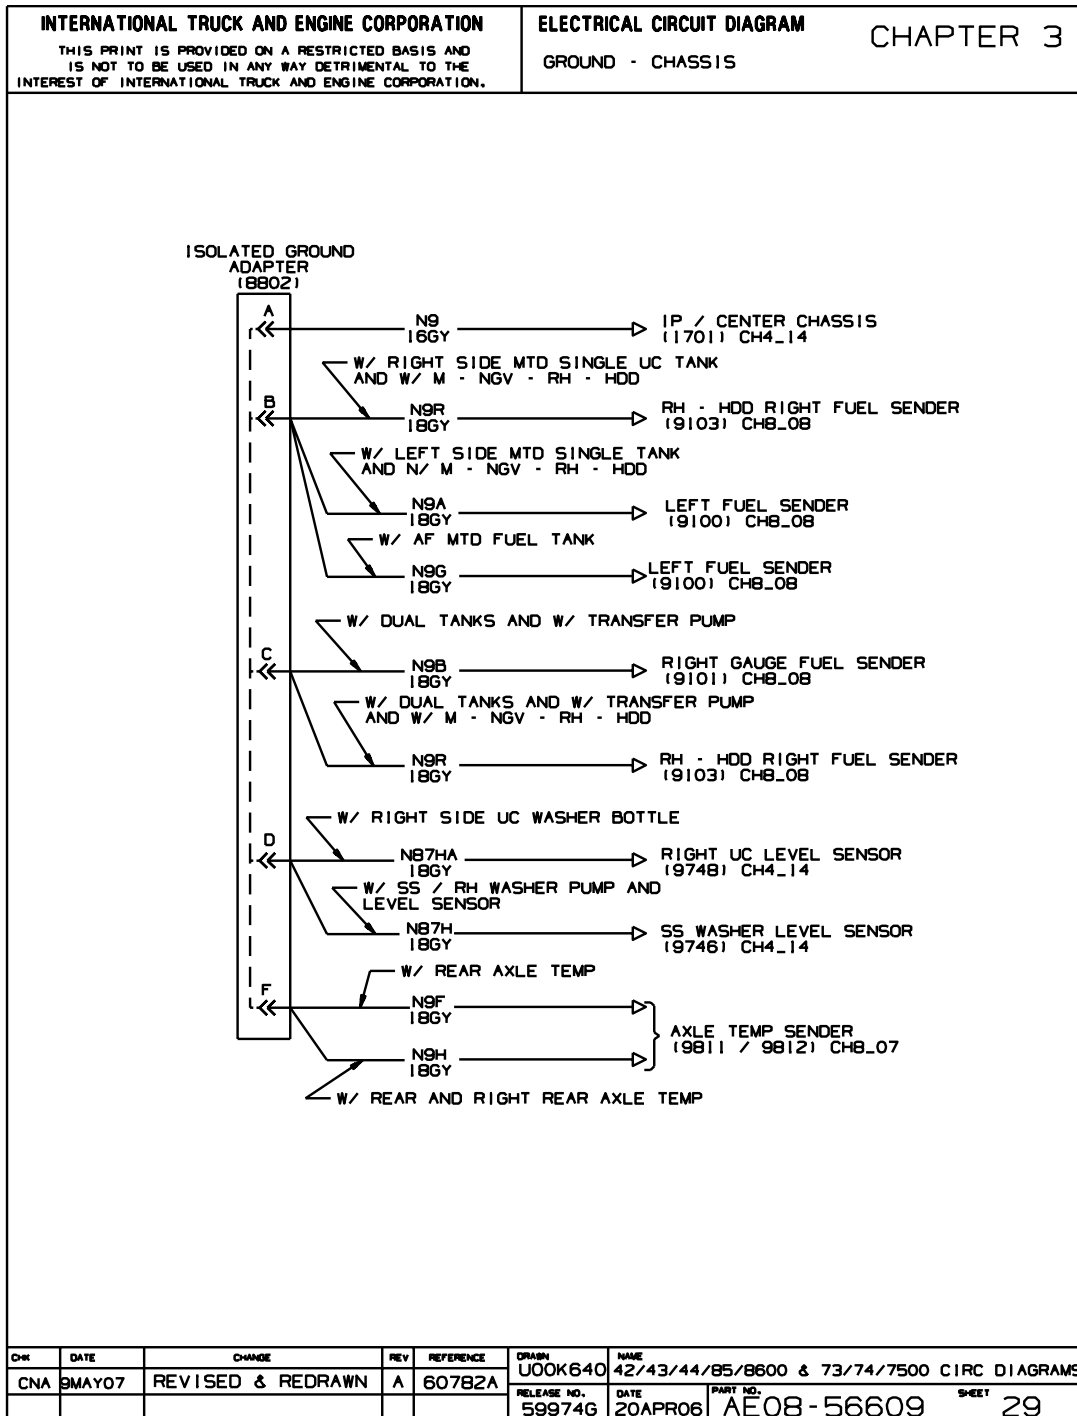 INTERNATIONAL TRUCK AND ENGINE CORPORATION
THIS PRINT IS PROVIDED ON A RESTRICTED BASIS AND
IS NOT TO BE USED IN ANY WAY DETRIMENTAL TO THE
INTEREST OF INTERNATIONAL TRUCK AND ENGINE CORPORATION.
ELECTRICAL CIRCUIT DIAGRAM
GROUND - CHASSIS
CHAPTER 3
ISOLATED GROUND
ADAPTER
(8802)
A
N9
16GY
IP / CENTER CHASSIS
(1701) CH4_14
W/ RIGHT SIDE MTD SINGLE UC TANK
AND W/ M - NGV - RH - HDD
B
N9R
18GY
RH - HDD RIGHT FUEL SENDER
(9103) CH8_08
W/ LEFT SIDE MTD SINGLE TANK
AND N/ M - NGV - RH - HDD
N9A
18GY
LEFT FUEL SENDER
(9100) CH8_08
W/ AF MTD FUEL TANK
N9G
18GY
LEFT FUEL SENDER
(9100) CH8_08
W/ DUAL TANKS AND W/ TRANSFER PUMP
C
N9B
18GY
RIGHT GAUGE FUEL SENDER
(9101) CH8_08
W/ DUAL TANKS AND W/ TRANSFER PUMP
AND W/ M - NGV - RH - HDD
N9R
18GY
RH - HDD RIGHT FUEL SENDER
(9103) CH8_08
W/ RIGHT SIDE UC WASHER BOTTLE
D
N87HA
18GY
RIGHT UC LEVEL SENSOR
(9748) CH4_14
W/ SS / RH WASHER PUMP AND
LEVEL SENSOR
N87H
18GY
SS WASHER LEVEL SENSOR
(9746) CH4_14
W/ REAR AXLE TEMP
F
N9F
18GY
AXLE TEMP SENDER
(9811 / 9812) CH8_07
N9H
18GY
W/ REAR AND RIGHT REAR AXLE TEMP
CHK DATE CHANGE REV REFERENCE
CNA 9MAY07 REVISED & REDRAWN A 60782A
DRAWN
U00K640
NAME
42/43/44/85/8600 & 73/74/7500 CIRC DIAGRAMS
RELEASE NO.
59974G
DATE
20APR06
PART NO.
AE08-56609
SHEET
29